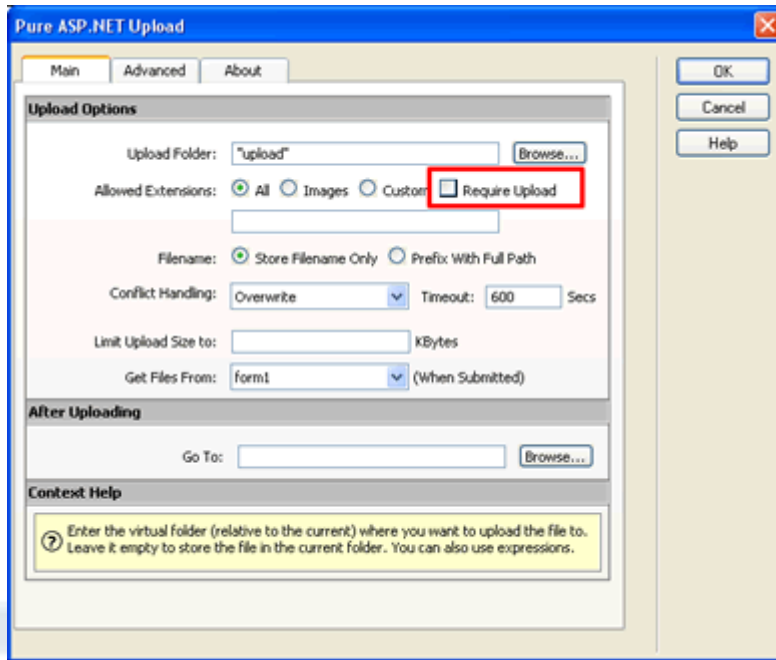 Pure ASP.NET Upload
Main Advanced About
OK
Cancel
Help
Upload Options
Upload Folder: "upload" Browse...
Allowed Extensions: All Images Custom Require Upload
Filename: Store Filename Only Prefix With Full Path
Conflict Handling: Overwrite Timeout: 600 Secs
Limit Upload Size to: KBytes
Get Files From: form1 (When Submitted)
After Uploading
Go To: Browse...
Context Help
Enter the virtual folder (relative to the current) where you want to upload the file to.
Leave it empty to store the file in the current folder. You can also use expressions.